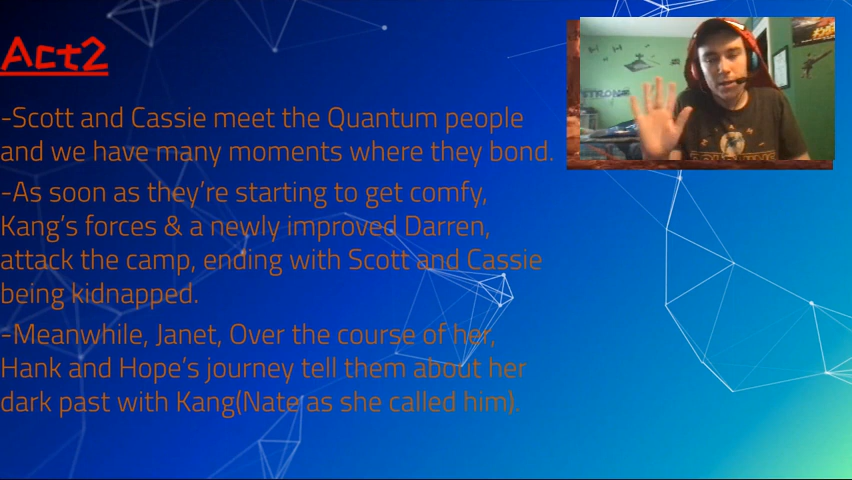 Act2
-Scott and Cassie meet the Quantum people
and we have many moments where they bond.
-As soon as they're starting to get comfy,
Kang's forces & a newly improved Darren,
attack the camp, ending with Scott and Cassie
being kidnapped.
-Meanwhile, Janet, Over the course of her,
Hank and Hope's journey tell them about her
dark past with Kang(Nate as she called him).